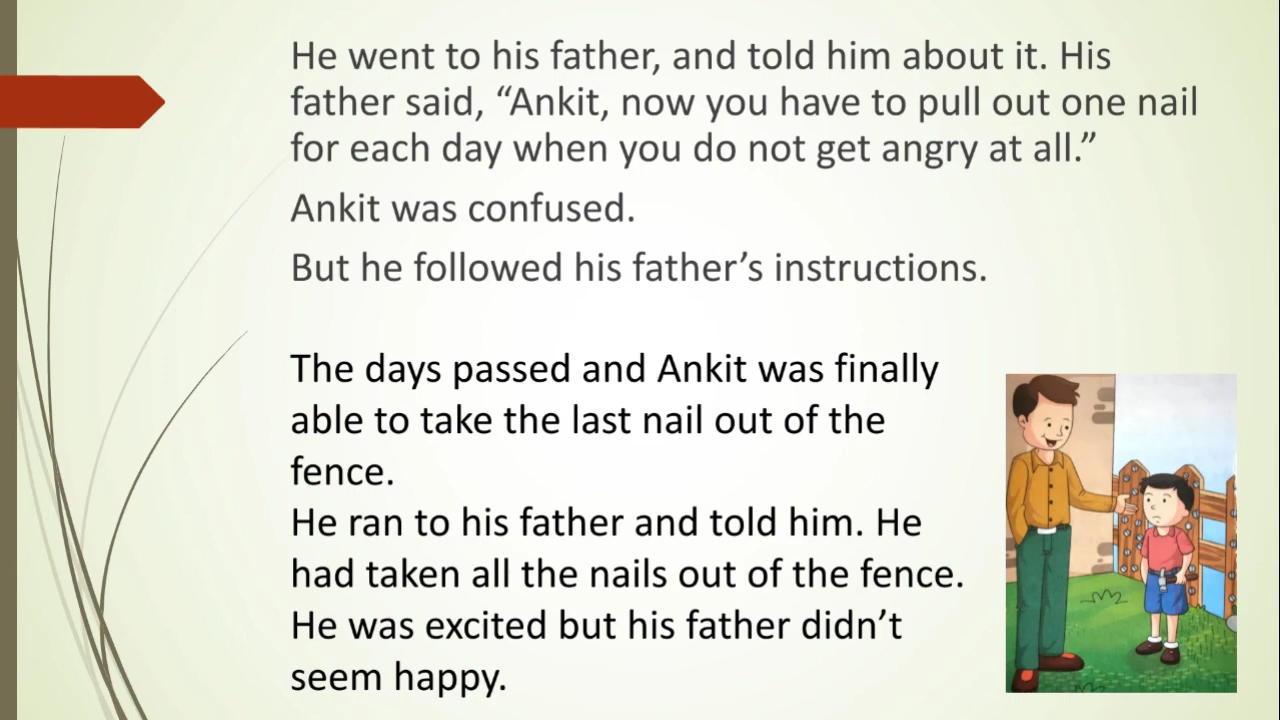 He went to his father, and told him about it. His
father said, “Ankit, now you have to pull out one nail
for each day when you do not get angry at all.”
Ankit was confused.
But he followed his father’s instructions.
The days passed and Ankit was finally
able to take the last nail out of the
fence.
He ran to his father and told him. He
had taken all the nails out of the fence.
He was excited but his father didn’t
seem happy.